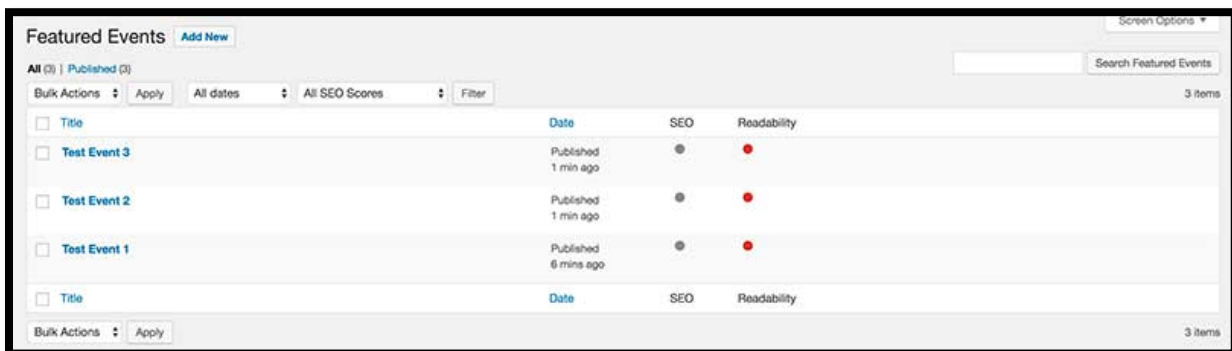 Screen Options
Featured Events Add New
Search Featured Events
All (3) | Published (3)
Bulk Actions Apply All dates All SEO Scores Filter 3 items
Title Date SEO Readability
Test Event 3 Published
1 min ago
Test Event 2 Published
1 min ago
Test Event 1 Published
6 mins ago
Title Date SEO Readability
Bulk Actions Apply 3 items